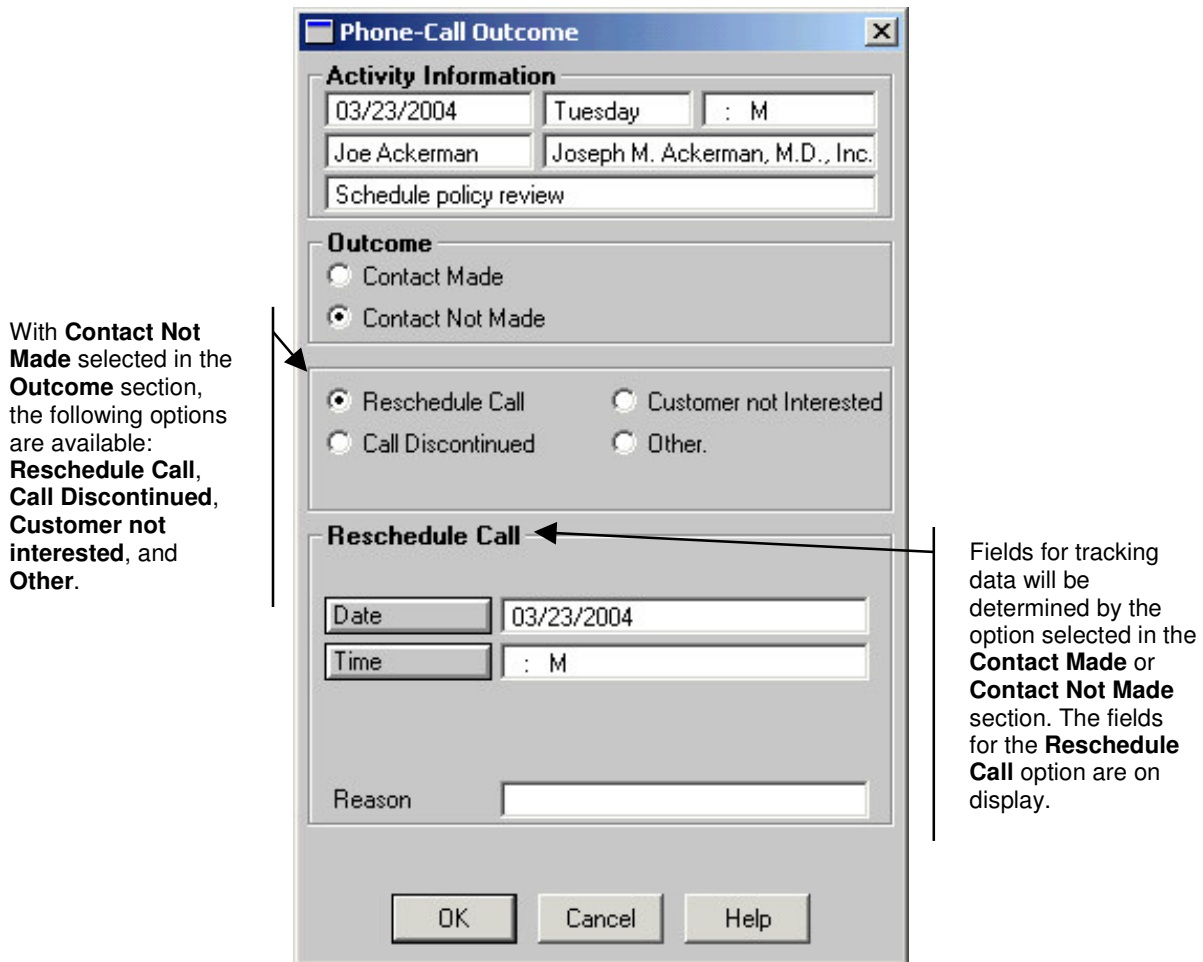 Phone-Call Outcome
Activity Information
03/23/2004 Tuesday : M
Joe Ackerman Joseph M. Ackerman, M.D., Inc.
Schedule policy review
Outcome
Contact Made
Contact Not Made
With Contact Not
Made selected in the
Outcome section,
the following options
are available:
Reschedule Call,
Call Discontinued,
Customer not
interested, and
Other.
Reschedule Call Customer not Interested
Call Discontinued Other.
Reschedule Call
Date 03/23/2004
Time : M
Reason
Fields for tracking
data will be
determined by the
option selected in the
Contact Made or
Contact Not Made
section. The fields
for the Reschedule
Call option are on
display.
OK Cancel Help